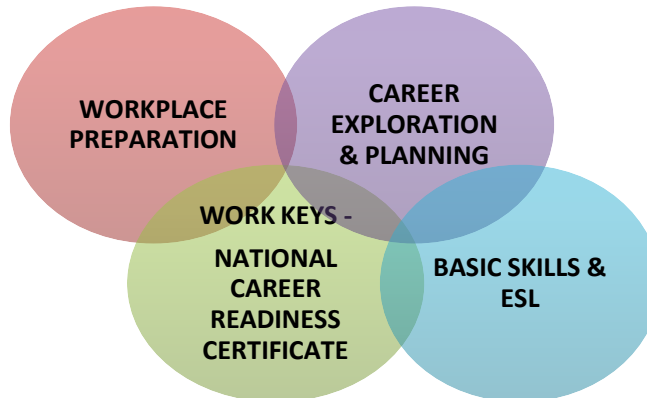 WORKPLACE
PREPARATION
CAREER
EXPLORATION
& PLANNING
WORK KEYS -
NATIONAL
CAREER
READINESS
CERTIFICATE
BASIC SKILLS &
ESL